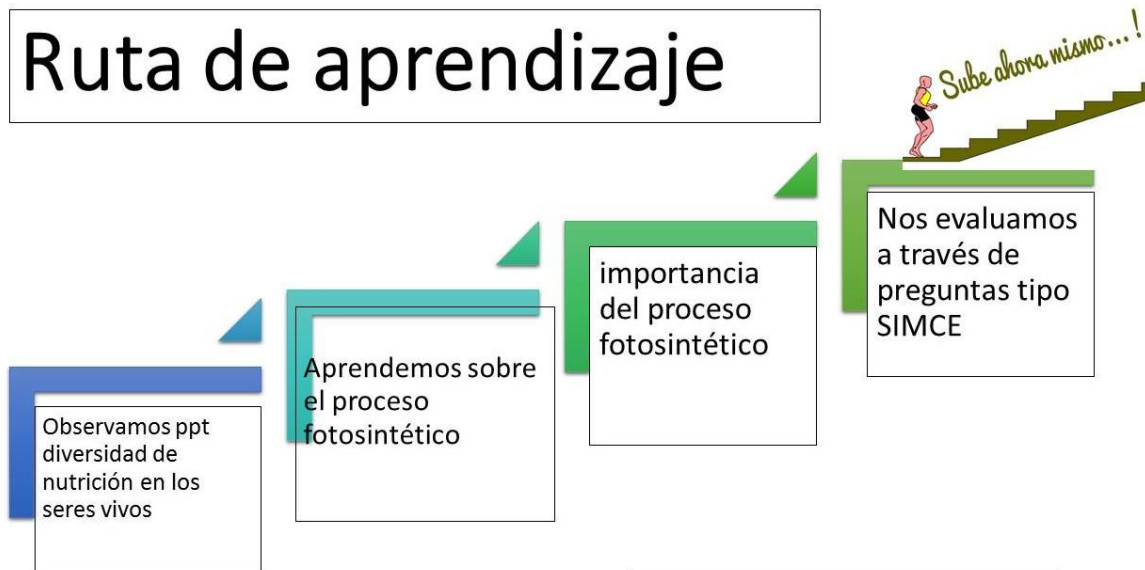 Ruta de aprendizaje
Sube ahora mismo...!
Observamos ppt
diversidad de
nutrición en los
seres vivos
Aprendemos sobre
el proceso
fotosintético
importancia
del proceso
fotosintético
Nos evaluamos
a través de
preguntas tipo
SIMCE